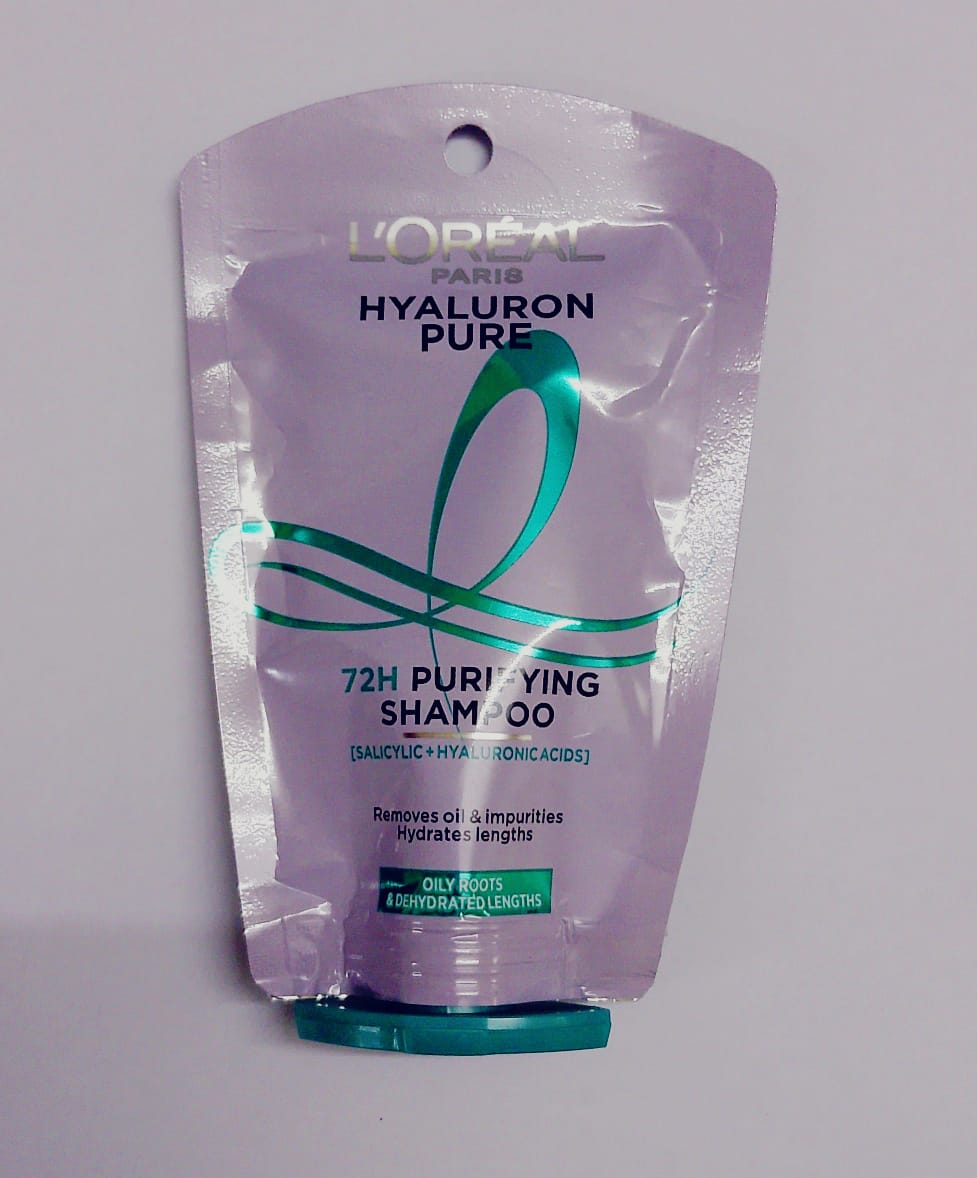 L'ORÉAL
PARIS
HYALURON
PURE
72H PURIFYING
SHAMPOO
[SALICYLIC + HYALURONIC ACIDS]
Removes oil & impurities
Hydrates lengths
OILY ROOTS
& DEHYDRATED LENGTHS